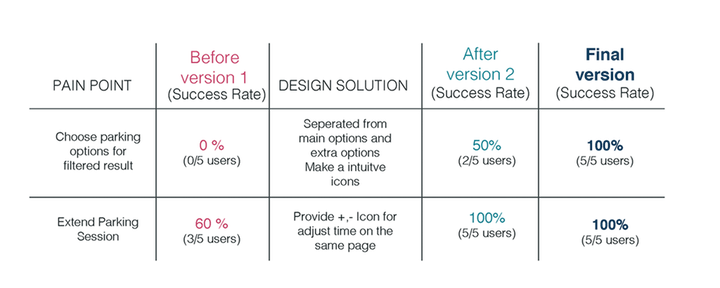 PAIN POINT
Before
version 1
(Success Rate)
DESIGN SOLUTION
After
version 2
(Success Rate)
Final
version
(Success Rate)
Choose parking
options for
filtered result
0 %
(0/5 users)
Seperated from
main options and
extra options
Make a intuitve
icons
50%
(2/5 users)
100%
(5/5 users)
Extend Parking
Session
60 %
(3/5 users)
Provide +,- Icon for
adjust time on the
same page
100%
(5/5 users)
100%
(5/5 users)